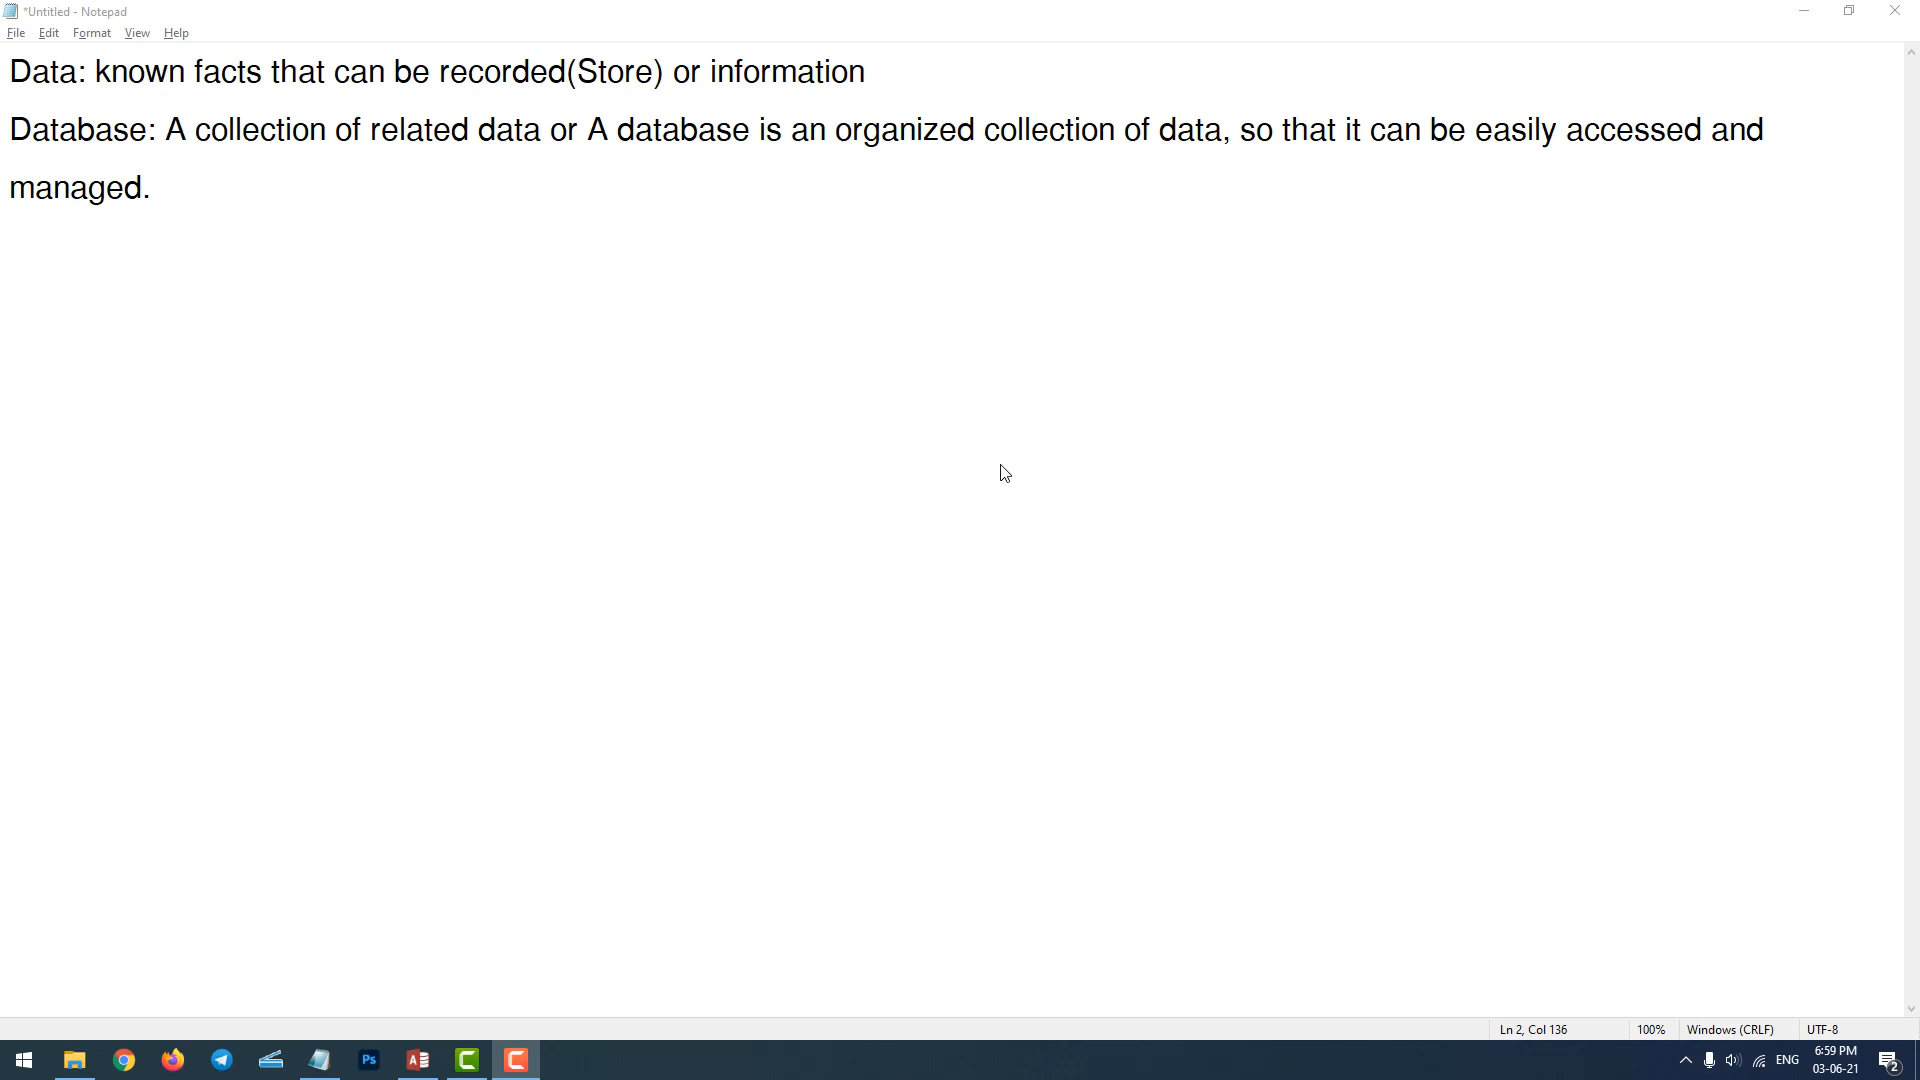 *Untitled - Notepad
File Edit Format View Help
Data: known facts that can be recorded(Store) or information
Database: A collection of related data or A database is an organized collection of data, so that it can be easily accessed and
managed.
Ln 2, Col 136 100% Windows (CRLF) UTF-8
Ps A C C ENG 6:59 PM
03-06-21 2